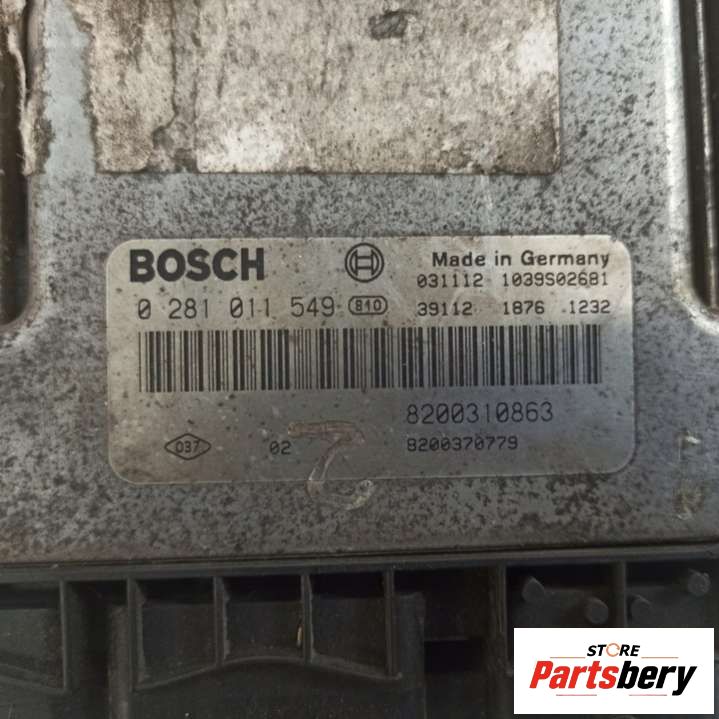 BOSCH Made in Germany
031112 1039S02681
0 281 011 549 810 39112 1876 .1232
8200310863
D37 02 8200370779
STORE
Partsbery